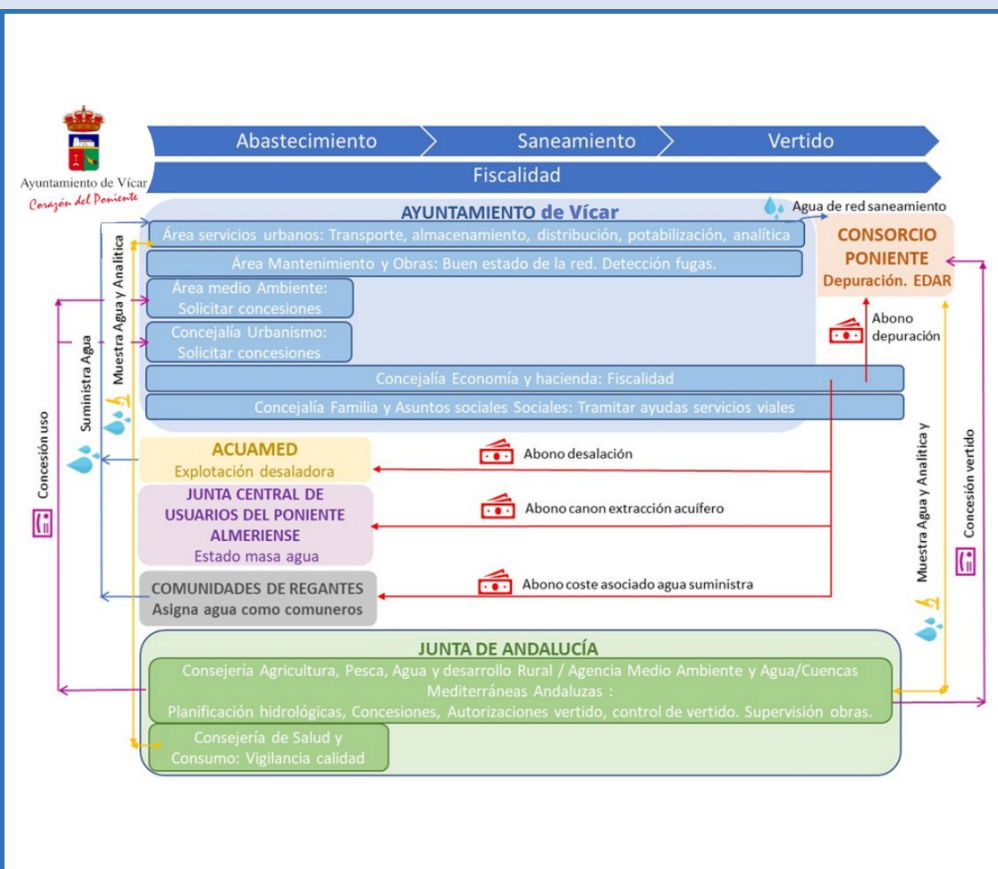 Abastecimiento
Saneamiento
Vertido
Fiscalidad
Ayuntamiento de Vícar
Corazón del Poniente
AYUNTAMIENTO de Vícar
Agua de red saneamiento
Área servicios urbanos: Transporte, almacenamiento, distribución, potabilización, analítica
Área Mantenimiento y Obras: Buen estado de la red. Detección fugas.
Área medio Ambiente:
Solicitar concesiones
Concejalía Urbanismo:
Solicitar concesiones
Concejalía Economía y hacienda: Fiscalidad
Concejalía Familia y Asuntos sociales Sociales: Tramitar ayudas servicios viales
CONSORCIO
PONIENTE
Depuración. EDAR
Abono
depuración
Concesión uso
Suministra Agua
Muestra Agua y Analítica
ACUAMED
Explotación desaladora
Abono desalación
JUNTA CENTRAL DE
USUARIOS DEL PONIENTE
ALMERIENSE
Estado masa agua
Abono canon extracción acuífero
COMUNIDADES DE REGANTES
Asigna agua como comuneros
Abono coste asociado agua suministra
Muestra Agua y Analítica y
Concesión vertido
JUNTA DE ANDALUCÍA
Consejería Agricultura, Pesca, Agua y desarrollo Rural / Agencia Medio Ambiente y Agua/Cuencas
Mediterráneas Andaluzas :
Planificación hidrológicas, Concesiones, Autorizaciones vertido, control de vertido. Supervisión obras.
Consejería de Salud y
Consumo: Vigilancia calidad